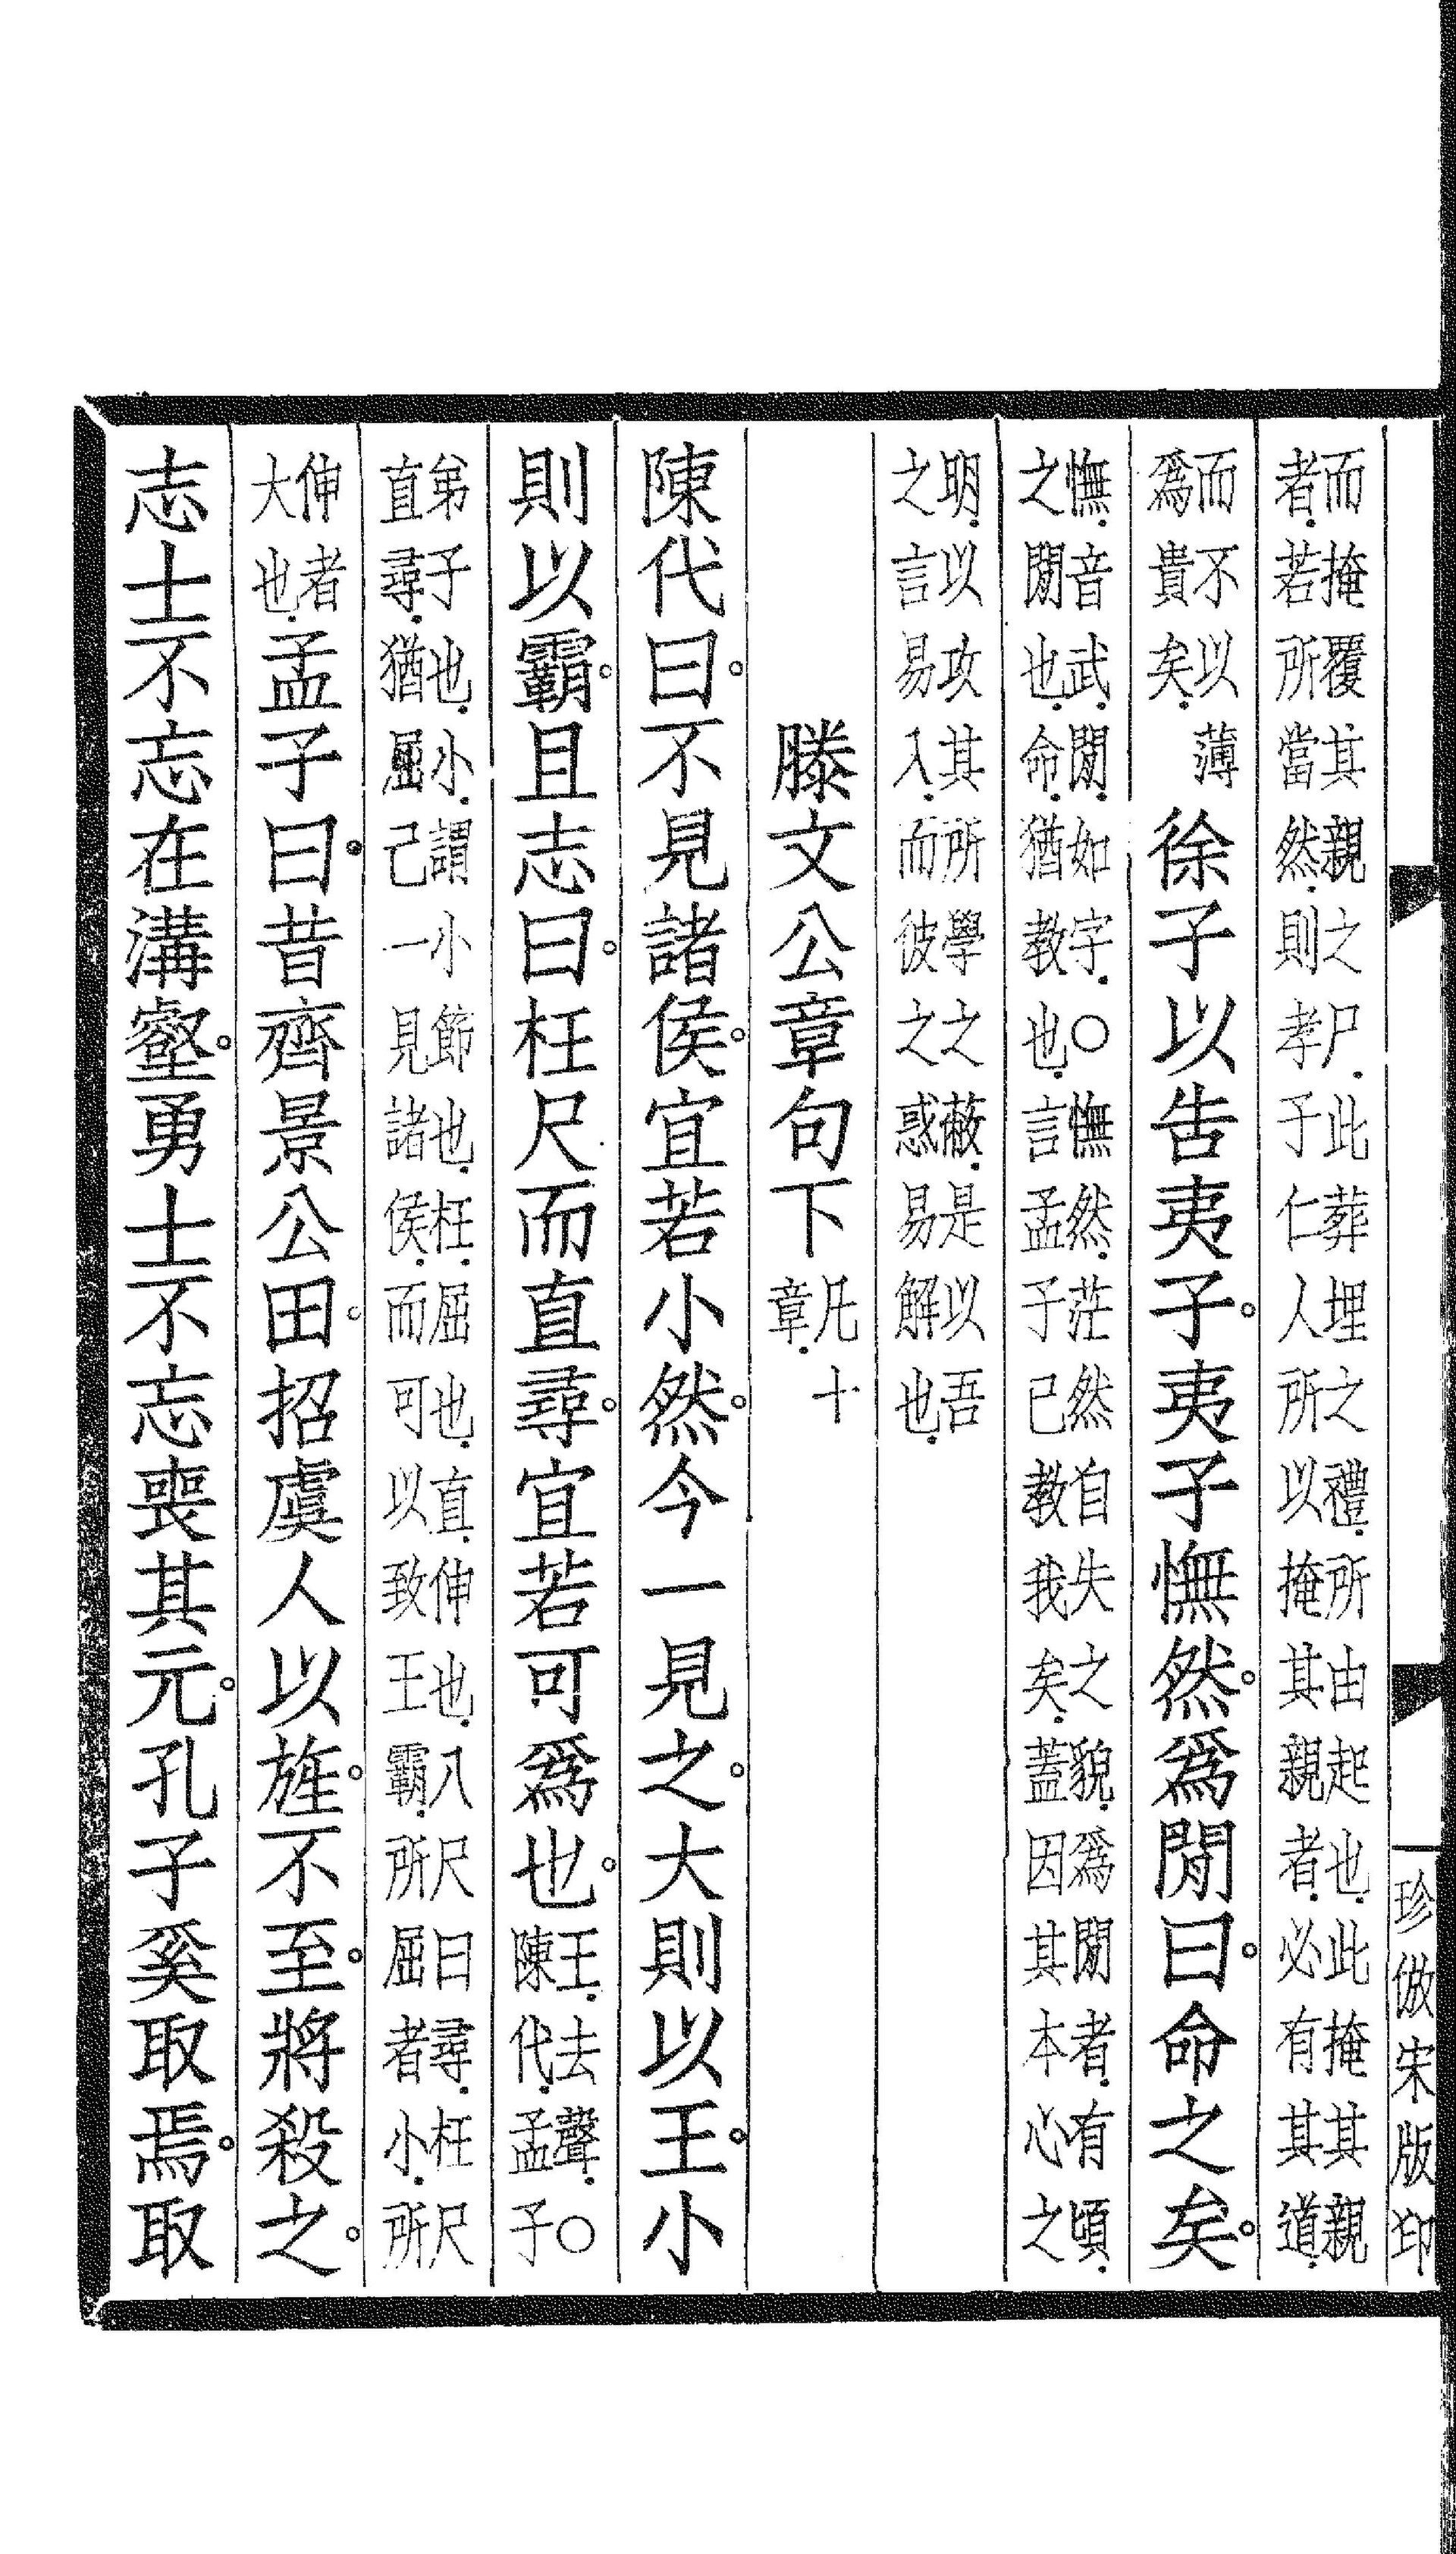 珍倣宋版印
而掩覆其親之尸．此葬埋之禮．所由起也．此掩其親
者．若所當然．則孝子仁人所以掩其親者．必有其道．
而不以薄
爲貴矣．
徐子以告夷子。夷子憮然。爲閒曰。命之矣。
憮．音武．閒．如字．○憮然．茫然自失之貌．爲閒者．有頃．
之閒也．命．猶教也．言孟子已教我矣．蓋因其本心之
明．以攻其所學之蔽．是以吾
之言易入．而彼之惑易解也．
滕文公章句下
凡十
章．
陳代曰。不見諸侯。宜若小然。今一見之。大則以王。小
則以霸。且志曰。枉尺而直尋。宜若可爲也。
王．去聲．○
陳代．孟子
弟子也．小．謂小節也．枉．屈也．直．伸也．八尺曰尋．枉尺
直尋．猶屈己一見諸侯．而可以致王霸．所屈者小．所
伸者
大也．
孟子曰。昔齊景公田。招虞人以旌。不至。將殺之。
志士不忘在溝壑。勇士不忘喪其元。孔子奚取焉。取